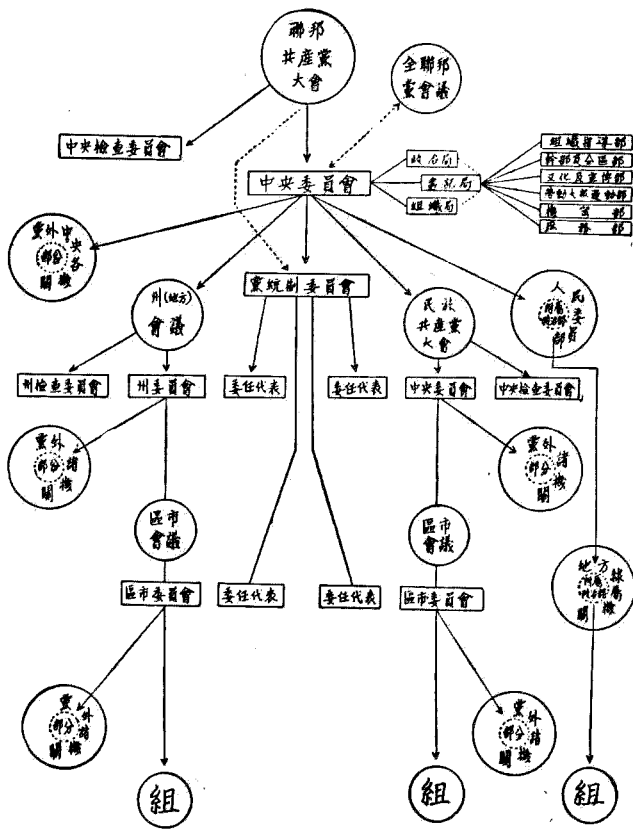 聯邦
共産黨
大會
全聯邦
黨會議
中央檢查委員會
中央委員會
政治局
書記局
組織局
組織指導部
幹部及分區部
文化及宣傳部
庶務部
黨外中央各
部分
關機
州(地方)
會議
黨統制委員會
民族
共産黨
大會
人民委員
部
州檢查委員會
州委員會
委任代表
委任代表
中央委員會
中央檢查委員會
黨外諸
部分
關機
黨外諸
部分
關機
區市
會議
區市
會議
區市委員會
委任代表
委任代表
區市委員會
地方隸屬
關機
黨外諸
部分
關機
黨外諸
部分
關機
組
組
組